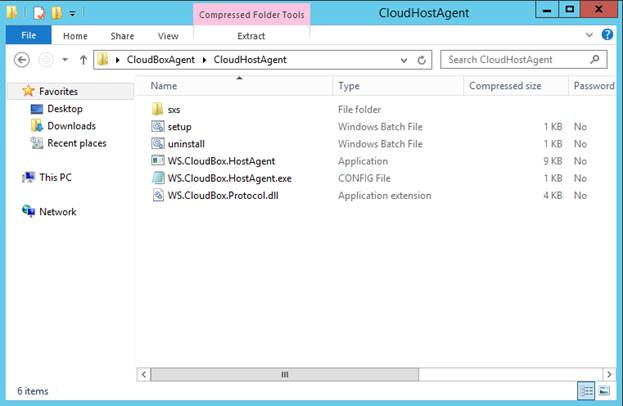 Compressed Folder Tools
CloudHostAgent
File Home Share View Extract
CloudBoxAgent CloudHostAgent
Search CloudHostAgent
Name Type Compressed size Password
Favorites
Desktop
Downloads
Recent places
This PC
Network
sxs File folder
setup Windows Batch File 1 KB No
uninstall Windows Batch File 1 KB No
WS.CloudBox.HostAgent Application 9 KB No
WS.CloudBox.HostAgent.exe CONFIG File 1 KB No
WS.CloudBox.Protocol.dll Application extension 4 KB No
6 items